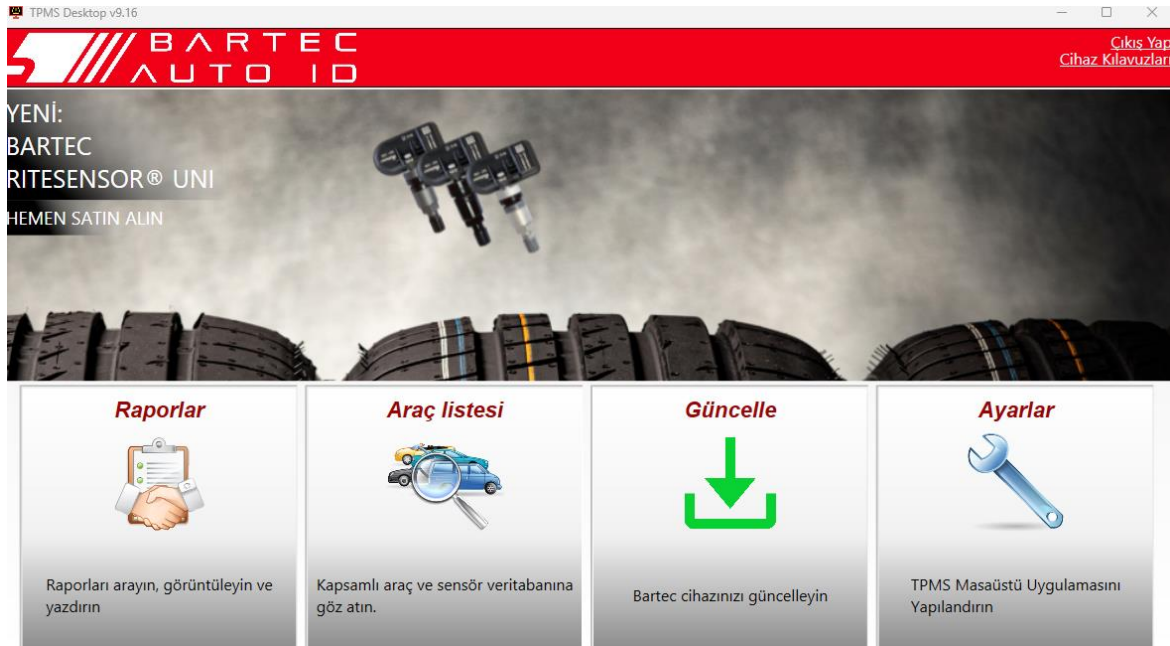 TPMS Desktop v9.16
BARTEC
AUTO ID
Çıkış Yap
Cihaz Kılavuzları
YENİ:
BARTEC
RITESENSOR® UNI
HEMEN SATIN ALIN
Raporlar
Raporları arayın, görüntüleyin ve
yazdırın
Araç listesi
Kapsamlı araç ve sensör veritabanına
göz atın.
Güncelle
Bartec cihazınızı güncelleyin
Ayarlar
TPMS Masaüstü Uygulamasını
Yapılandırın